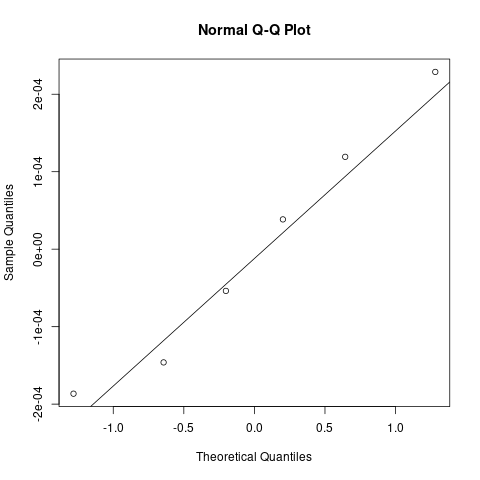 Normal Q-Q Plot
2e-04
1e-04
0e+00
-1e-04
-2e-04
Sample Quantiles
-1.0 -0.5 0.0 0.5 1.0
Theoretical Quantiles